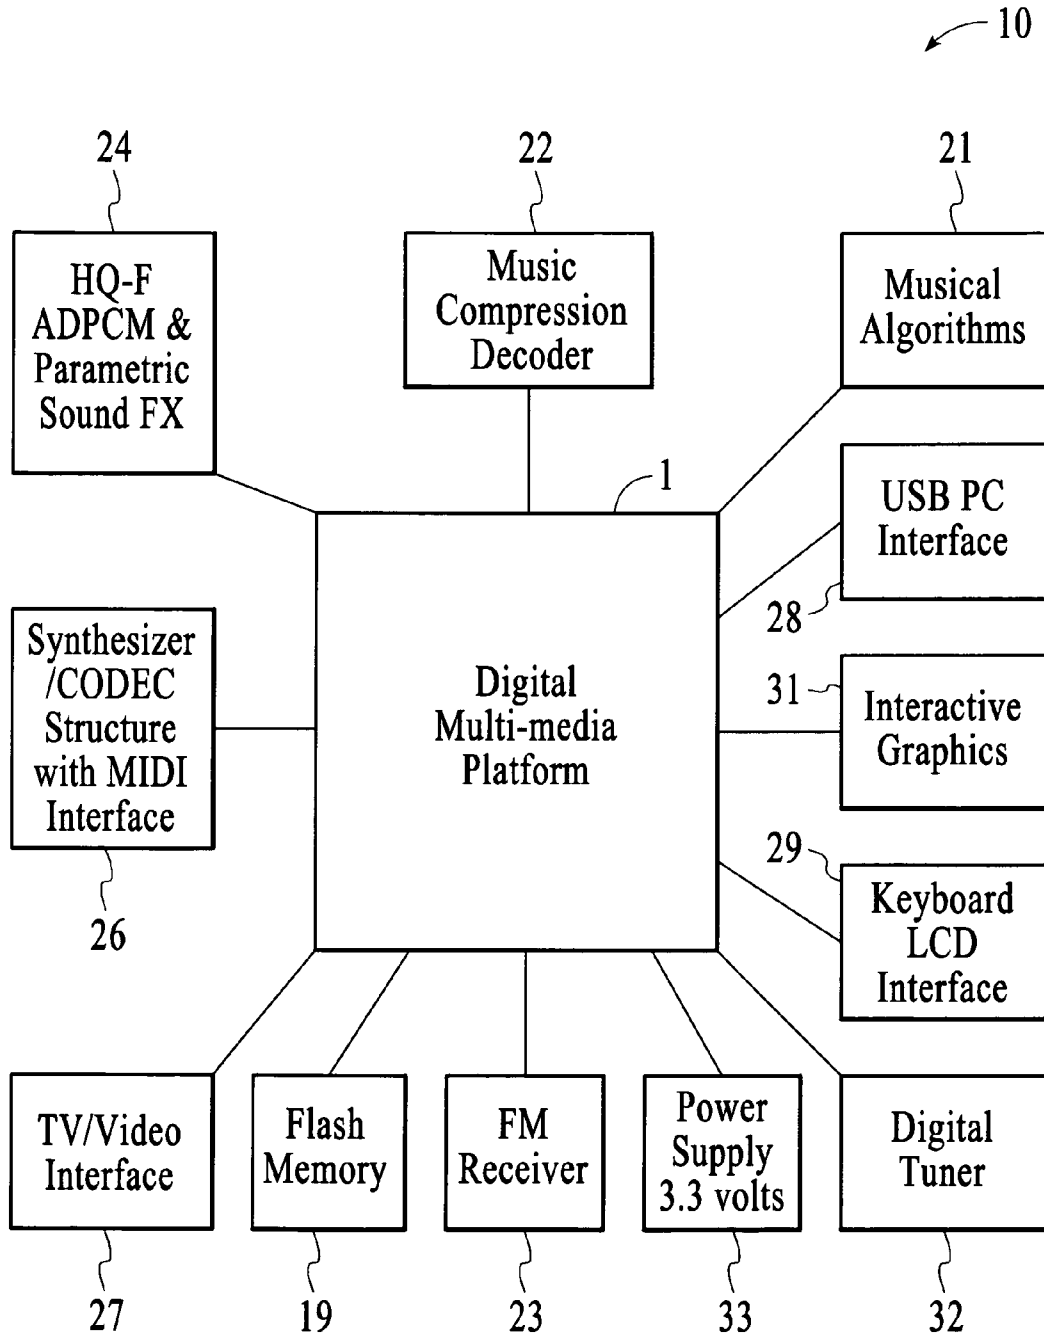 10
24
22
21
HQ-F
ADPCM &
Parametric
Sound FX
Music
Compression
Decoder
Musical
Algorithms
1
USB PC
Interface
28
Synthesizer
/CODEC
Structure
with MIDI
Interface
26
Digital
Multi-media
Platform
31
Interactive
Graphics
29
Keyboard
LCD
Interface
TV/Video
Interface
Flash
Memory
FM
Receiver
Power
Supply
3.3 volts
Digital
Tuner
27
19
23
33
32